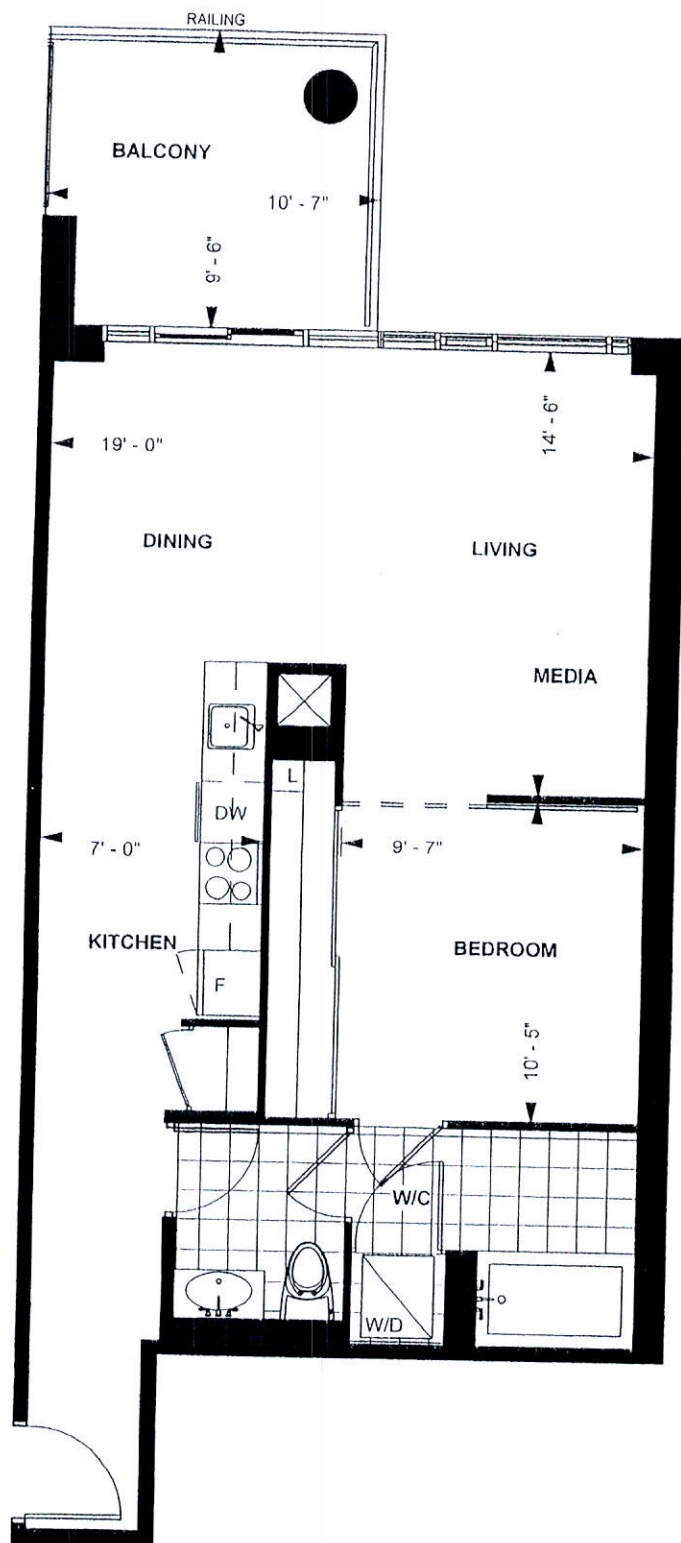 RAILING
BALCONY
10' - 7"
9' - 6"
19' - 0"
14' - 6"
DINING
LIVING
MEDIA
L
DW
7' - 0"
9' - 7"
KITCHEN
BEDROOM
F
10' - 5"
W/C
W/D